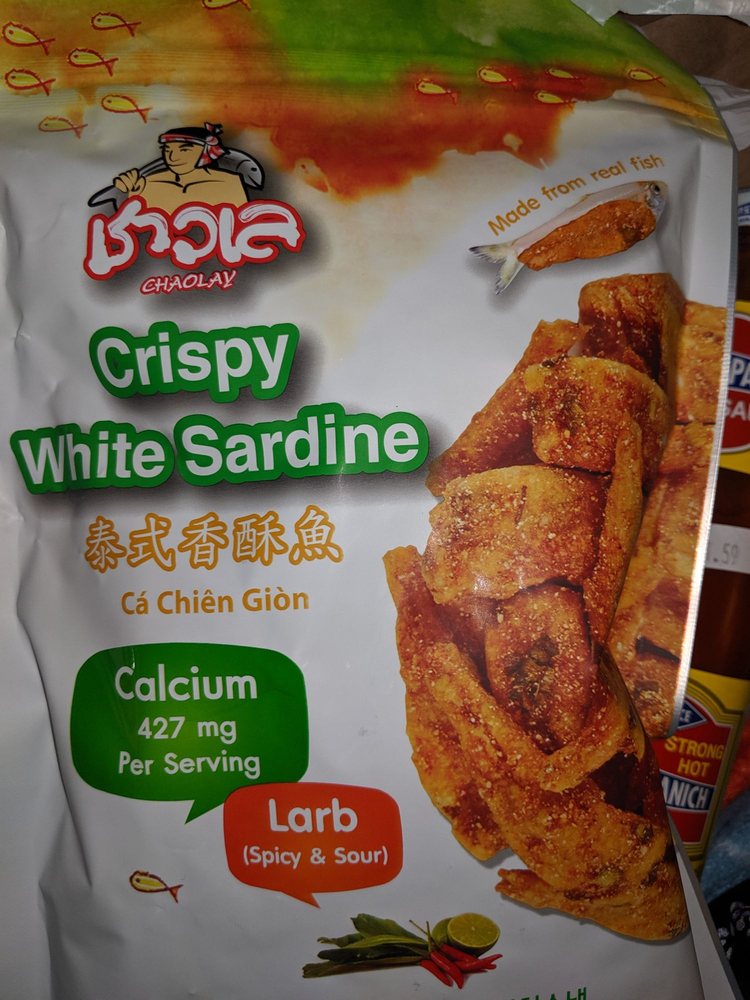 Made from real fish
ชาวเล
CHAOLAY
Crispy
White Sardine
泰式香酥魚
Cá Chiên Giòn
Calcium
427 mg
Per Serving
Larb
(Spicy & Sour)
.59
STRONG
HOT